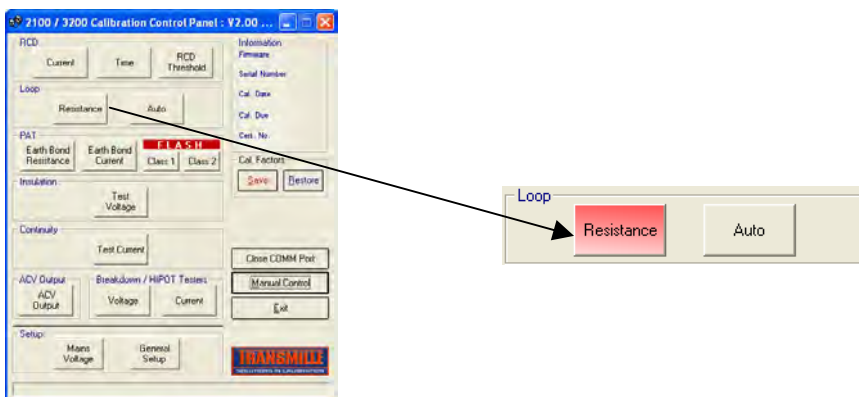 2100 / 3200 Calibration Control Panel : V2.00 ...
RCD
Current
Time
RCD
Threshold
Loop
Resistance
Auto
PAT
Earth Bond
Resistance
Earth Bond
Current
FLASH
Class 1
Class 2
Insulation
Test
Voltage
Continuity
Test Current
ACV Output
ACV
Output
Breakdown / HIPOT Testers
Voltage
Current
Setup
Mains
Voltage
General
Setup
Information
Firmware
Serial Number
Cal. Date
Cal. Due
Cert. No.
Cal. Factors
Save
Restore
Close COMM Port
Manual Control
Exit
TRANSMILLE
SOLUTIONS IN CALIBRATION
Loop
Resistance
Auto